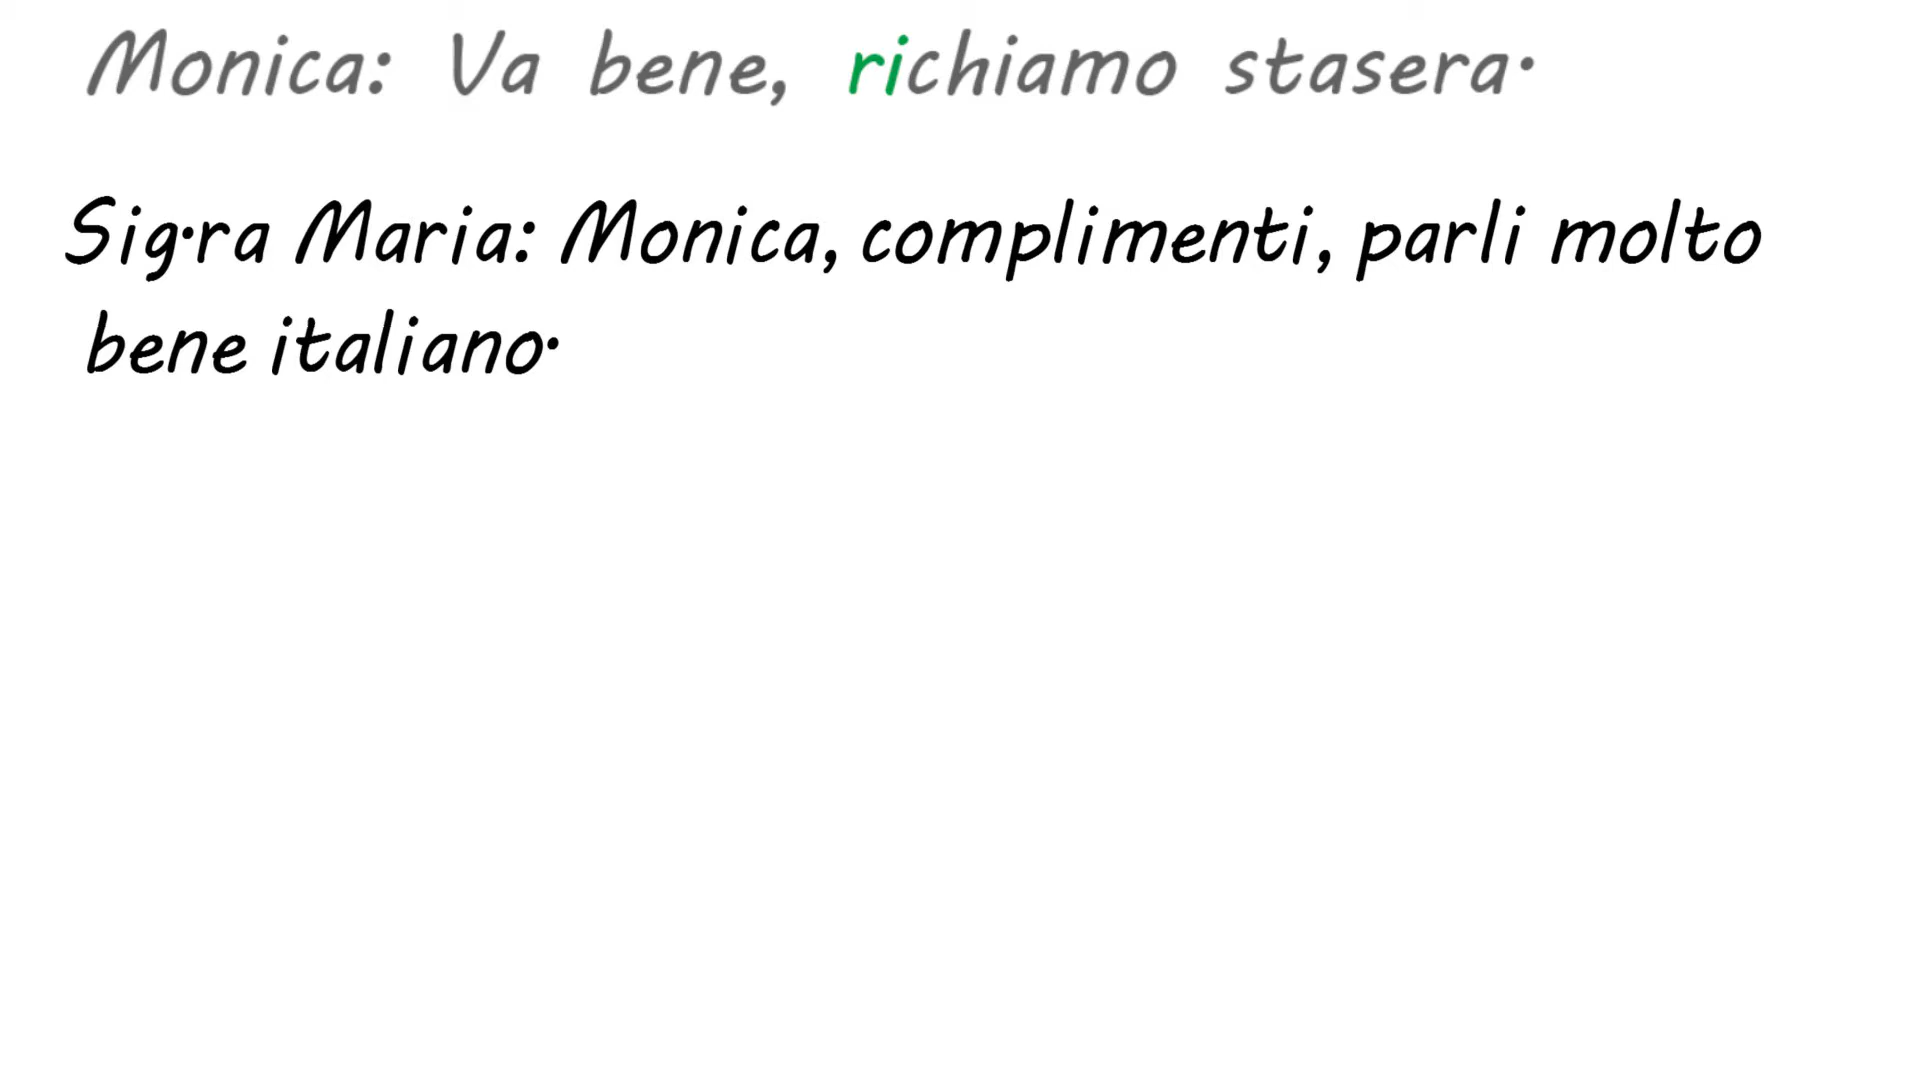 Monica: Va bene, richiamo stasera.
Sig.ra Maria: Monica, complimenti, parli molto
bene italiano.